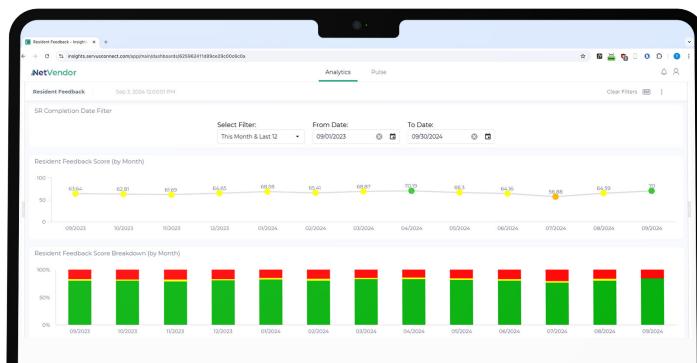 Resident Feedback - Insight
insights.servusconnect.com/app/main/dashboards/625962411d89ce29c00c6c0a
NetVendor
Analytics Pulse
Resident Feedback Sep 3, 2024 12:00:01 PM Clear Filters
SR Completion Date Filter
Select Filter: From Date: To Date:
This Month & Last 12 09/01/2023 09/30/2024
Resident Feedback Score (by Month)
100
50
0
63.64 62.81 61.69 64.65 68.58 65.41 68.87 70.19 66.3 64.16 56.88 64.59 70
09/2023 10/2023 11/2023 12/2023 01/2024 02/2024 03/2024 04/2024 05/2024 06/2024 07/2024 08/2024 09/2024
Resident Feedback Score Breakdown (by Month)
100%
50%
0%
09/2023 10/2023 11/2023 12/2023 01/2024 02/2024 03/2024 04/2024 05/2024 06/2024 07/2024 08/2024 09/2024